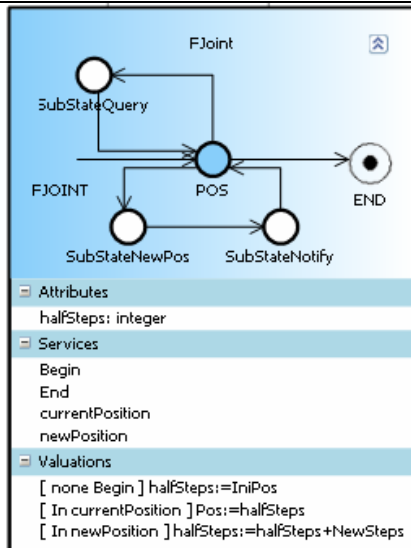 FJoint
SubStateQuery
FJOINT
POS
END
SubStateNewPos
SubStateNotify
Attributes
halfSteps: integer
Services
Begin
End
currentPosition
newPosition
Valuations
[ none Begin ] halfSteps:=IniPos
[ In currentPosition ] Pos:=halfSteps
[ In newPosition ] halfSteps:=halfSteps+NewSteps